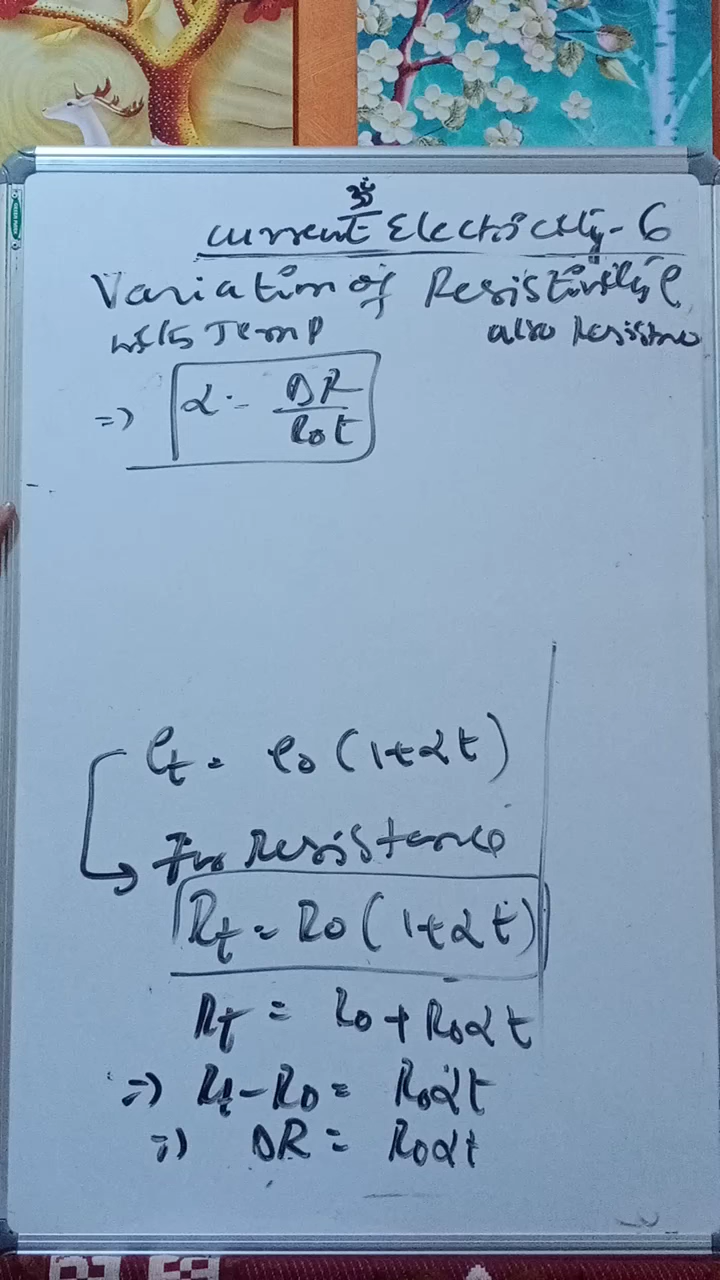 ॐ
Current Electricity-6
Variation of Resistivity ρ
with Temp also Resistance
=> α = ΔR / R₀t
ρt = ρ₀ (1+αt)
For Resistance
Rt = R₀ (1+αt)
Rt = R₀ + R₀αt
=> Rt-R₀ = R₀αt
=> ΔR = R₀αt